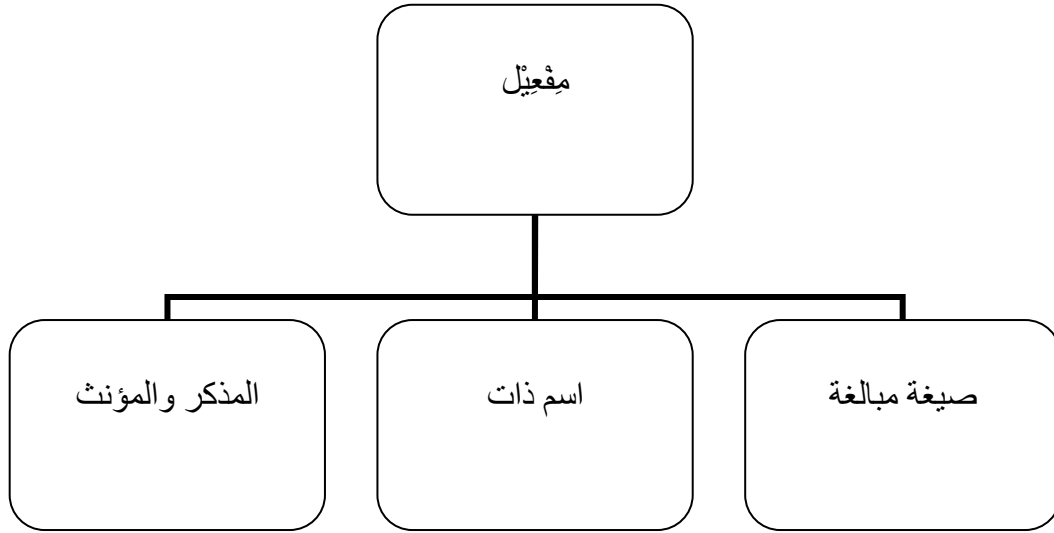 مِفْعِيْل
صيغة مبالغة
اسم ذات
المذكر والمؤنث